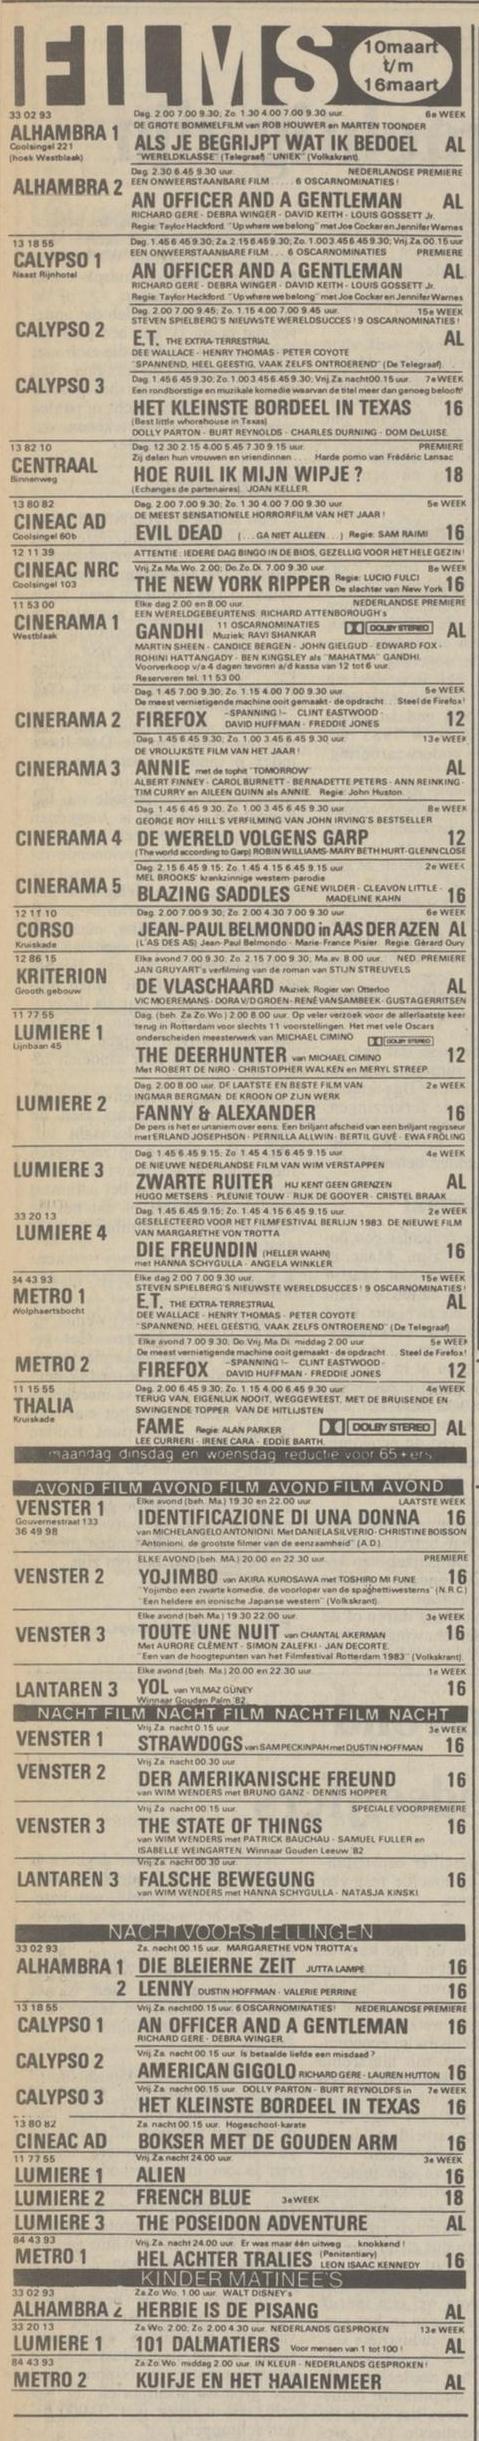 FILMS
10maart
t/m
16maart
33 02 93 Dag. 2.00 7.00 9.30; Zo. 1.30 4.00 7.00 9.30 uur. 6e WEEK
ALHAMBRA 1 DE GROTE BOMMELFILM van ROB HOUWER en MARTEN TOONDER
Coolsingel 221 ALS JE BEGRIJPT WAT IK BEDOEL AL
(hoek Westblaak) "WERELDKLASSE" (Telegraaf) "UNIEK" (Volkskrant).
Dag. 2.30 6.45 9.30 uur. NEDERLANDSE PREMIERE
ALHAMBRA 2 EEN ONWEERSTAANBARE FILM ..... 6 OSCARNOMINATIES!
AN OFFICER AND A GENTLEMAN AL
RICHARD GERE - DEBRA WINGER - DAVID KEITH - LOUIS GOSSETT Jr.
Regie: Taylor Hackford. "Up where we belong" met Joe Cocker en Jennifer Warnes
13 18 55 Dag. 1.45 6.45 9.30; Za. 2.15 6.45 9.30; Zo. 1.00 3.45 6.45 9.30; Vrij.Za. 00.15 uur
CALYPSO 1 EEN ONWEERSTAANBARE FILM ... 6 OSCARNOMINATIES PREMIERE
Naast Rijnhotel AN OFFICER AND A GENTLEMAN AL
RICHARD GERE - DEBRA WINGER - DAVID KEITH - LOUIS GOSSETT Jr.
Regie: Taylor Hackford. "Up where we belong" met Joe Cocker en Jennifer Warnes
Dag. 2.00 7.00 9.45; Zo. 1.15 4.00 7.00 9.45 uur. 15e WEEK
CALYPSO 2 STEVEN SPIELBERG'S NIEUWSTE WERELDSUCCES! 9 OSCARNOMINATIES!
E.T. THE EXTRA-TERRESTRIAL AL
DEE WALLACE - HENRY THOMAS - PETER COYOTE
"SPANNEND, HEEL GEESTIG, VAAK ZELFS ONTROEREND" (De Telegraaf).
Dag. 1.45 6.45 9.30; Zo. 1.00 3.45 6.45 9.30; Vrij.Za. nacht 00.15 uur. 7e WEEK
CALYPSO 3 Een rondborstige en muzikale komedie waarvan de titel meer dan genoeg belooft!
HET KLEINSTE BORDEEL IN TEXAS 16
(Best little whorehouse in Texas)
DOLLY PARTON - BURT REYNOLDS - CHARLES DURNING - DOM DeLUISE.
13 82 10 Dag. 12.30 2.15 4.00 5.45 7.30 9.15 uur. PREMIERE
CENTRAAL Zij delen hun vrouwen en vriendinnen ... Harde porno van Frédéric Lansac
Binnenweg HOE RUIL IK MIJN WIPJE? 18
(Echanges de partenaires). JOAN KELLER.
13 80 82 Dag. 2.00 7.00 9.30; Zo. 1.30 4.00 7.00 9.30 uur. 5e WEEK
CINEAC AD DE MEEST SENSATIONELE HORRORFILM VAN HET JAAR!
Coolsingel 60b EVIL DEAD (... GA NIET ALLEEN ...) Regie: SAM RAIMI 16
12 11 39 ATTENTIE: IEDERE DAG BINGO IN DE BIOS, GEZELLIG VOOR HET HELE GEZIN!
CINEAC NRC Vrij.Za.Ma.Wo. 2.00; Do.Zo.Di. 7.00 9.30 uur. 8e WEEK
Coolsingel 103 THE NEW YORK RIPPER Regie: LUCIO FULCI De slachter van New York 16
11 53 00 Elke dag 2.00 en 8.00 uur. NEDERLANDSE PREMIERE
CINERAMA 1 EEN WERELDGEBEURTENIS: RICHARD ATTENBOROUGH's
Westblaak GANDHI 11 OSCARNOMINATIES Muziek: RAVI SHANKAR DOLBY STEREO AL
MARTIN SHEEN - CANDICE BERGEN - JOHN GIELGUD - EDWARD FOX -
ROHINI HATTANGADY - BEN KINGSLEY als "MAHATMA" GANDHI.
Voorverkoop v/a 4 dagen tevoren a/d kassa van 12 tot 6 uur.
Reserveren tel. 11 53 00.
Dag. 1.45 7.00 9.30; Zo. 1.15 4.00 7.00 9.30 uur. 5e WEEK
De meest vernietigende machine ooit gemaakt - de opdracht ... Steel de Firefox!
CINERAMA 2 FIREFOX -SPANNING!- CLINT EASTWOOD - DAVID HUFFMAN - FREDDIE JONES 12
Dag. 1.45 6.45 9.30; Zo. 1.00 3.45 6.45 9.30 uur. 13e WEEK
DE VROLIJKSTE FILM VAN HET JAAR!
CINERAMA 3 ANNIE met de tophit "TOMORROW" AL
ALBERT FINNEY - CAROL BURNETT - BERNADETTE PETERS - ANN REINKING -
TIM CURRY en AILEEN QUINN als ANNIE. Regie: John Huston.
Dag. 1.45 6.45 9.30; Zo. 1.00 3.45 6.45 9.30 uur. 8e WEEK
GEORGE ROY HILL'S VERFILMING VAN JOHN IRVING'S BESTSELLER
CINERAMA 4 DE WERELD VOLGENS GARP 12
(The world according to Garp) ROBIN WILLIAMS - MARY BETH HURT - GLENN CLOSE
Dag. 2.15 6.45 9.15; Zo. 1.45 4.15 6.45 9.15 uur. 2e WEEK
MEL BROOKS' krankzinnige western-parodie
CINERAMA 5 BLAZING SADDLES GENE WILDER - CLEAVON LITTLE - MADELINE KAHN 16
12 11 10 Dag. 2.00 7.00 9.30; Zo. 2.00 4.30 7.00 9.30 uur. 6e WEEK
CORSO JEAN-PAUL BELMONDO in AAS DER AZEN AL
Kruiskade (L'AS DES AS) Jean-Paul Belmondo - Marie-France Pisier. Regie: Gérard Oury
12 86 15 Elke avond 7.00 9.30; Zo. 2.15 7.00 9.30; Ma.av. 8.00 uur. NED. PREMIERE
KRITERION JAN GRUYART's verfilming van de roman van STIJN STREUVELS
Grooth.gebouw DE VLASCHAARD Muziek: Rogier van Otterloo AL
VIC MOEREMANS - DORA V/D GROEN - RENÉ VAN SAMBEEK - GUSTA GERRITSEN
11 77 55 Dag. (beh. Za.Zo.Wo.) 2.00 8.00 uur. Op veler verzoek voor de allerlaatste keer
LUMIERE 1 terug in Rotterdam voor slechts 11 voorstellingen. Het met vele Oscars
Lijnbaan 45 onderscheiden meesterwerk van MICHAEL CIMINO DOLBY STEREO
THE DEERHUNTER van MICHAEL CIMINO 12
Met ROBERT DE NIRO - CHRISTOPHER WALKEN en MERYL STREEP.
Dag. 2.00 8.00 uur. DE LAATSTE EN BESTE FILM VAN 2e WEEK
LUMIERE 2 INGMAR BERGMAN. DE KROON OP ZIJN WERK
FANNY & ALEXANDER 16
De pers is het er unaniem over eens. Een briljant afscheid van een briljant regisseur
met ERLAND JOSEPHSON - PERNILLA ALLWIN - BERTIL GUVÉ - EWA FRÖLING
Dag. 1.45 6.45 9.15; Zo. 1.45 4.15 6.45 9.15 uur. 4e WEEK
LUMIERE 3 DE NIEUWE NEDERLANDSE FILM VAN WIM VERSTAPPEN
ZWARTE RUITER HIJ KENT GEEN GRENZEN AL
HUGO METSERS - PLEUNIE TOUW - RIJK DE GOOYER - CRISTEL BRAAK
33 20 13 Dag. 1.45 6.45 9.15; Zo. 1.45 4.15 6.45 9.15 uur. 2e WEEK
LUMIERE 4 GESELECTEERD VOOR HET FILMFESTIVAL BERLIJN 1983. DE NIEUWE FILM
VAN MARGARETHE VON TROTTA
DIE FREUNDIN (HELLER WAHN) 16
met HANNA SCHYGULLA - ANGELA WINKLER
84 43 93 Elke dag 2.00 7.00 9.30 uur. 15e WEEK
METRO 1 STEVEN SPIELBERG'S NIEUWSTE WERELDSUCCES! 9 OSCARNOMINATIES!
Wolphaertsbocht E.T. THE EXTRA-TERRESTRIAL AL
DEE WALLACE - HENRY THOMAS - PETER COYOTE
"SPANNEND, HEEL GEESTIG, VAAK ZELFS ONTROEREND" (De Telegraaf)
Elke avond 7.00 9.30; Do.Vrij.Ma.Di. middag 2.00 uur. 5e WEEK
De meest vernietigende machine ooit gemaakt - de opdracht ... Steel de Firefox!
METRO 2 FIREFOX -SPANNING!- CLINT EASTWOOD - DAVID HUFFMAN - FREDDIE JONES 12
11 15 55 Dag. 2.00 6.45 9.30; Zo. 1.15 4.00 6.45 9.30 uur. 4e WEEK
THALIA TERUG VAN, EIGENLIJK NOOIT, WEGGEWEEST, MET DE BRUISENDE EN
Kruiskade SWINGENDE TOPPER VAN DE HITLIJSTEN
FAME Regie: ALAN PARKER DOLBY STEREO AL
LEE CURRERI - IRENE CARA - EDDIE BARTH.
maandag dinsdag en woensdag reductie voor 65+ers
AVOND FILM AVOND FILM AVOND FILM AVOND
VENSTER 1 Elke avond (beh. Ma) 19.30 en 22.00 uur LAATSTE WEEK
Gouvernestraat 133 IDENTIFICAZIONE DI UNA DONNA 16
36 49 98 van MICHELANGELO ANTONIONI. Met DANIELA SILVERIO - CHRISTINE BOISSON
"Antonioni, de grootste filmer van de eenzaamheid" (A.D.)
ELKE AVOND (beh. MA.) 20.00 en 22.30 uur. PREMIERE
VENSTER 2 YOJIMBO van AKIRA KUROSAWA met TOSHIRO MIFUNE 16
"Yojimbo een zwarte komedie, de voorloper van de spaghettiwesterns" (N.R.C.)
"Een heldere en ironische Japanse western" (Volkskrant).
Elke avond (beh. Ma.) 19.30 22.00 uur. 3e WEEK
VENSTER 3 TOUTE UNE NUIT van CHANTAL AKERMAN 16
Met AURORE CLÉMENT - SIMON ZALEFKI - JAN DECORTE.
"Een van de hoogtepunten van het Filmfestival Rotterdam 1983" (Volkskrant).
Elke avond (beh. Ma.) 20.00 en 22.30 uur. 1e WEEK
LANTAREN 3 YOL van YILMAZ GÜNEY 16
Winnaar Gouden Palm '82
NACHT FILM NACHT FILM NACHT FILM NACHT
VENSTER 1 Vrij.Za. nacht 0.15 uur. 3e WEEK
STRAWDOGS van SAM PECKINPAH met DUSTIN HOFFMAN 16
VENSTER 2 Vrij.Za. nacht 00.30 uur.
DER AMERIKANISCHE FREUND 16
van WIM WENDERS met BRUNO GANZ - DENNIS HOPPER.
Vrij.Za. nacht 00.15 uur. SPECIALE VOORPREMIERE
VENSTER 3 THE STATE OF THINGS 16
van WIM WENDERS met PATRICK BAUCHAU - SAMUEL FULLER en
ISABELLE WEINGARTEN. Winnaar Gouden Leeuw '82
Vrij.Za. nacht 00.30 uur.
LANTAREN 3 FALSCHE BEWEGUNG 16
van WIM WENDERS met HANNA SCHYGULLA - NATASJA KINSKI.
NACHTVOORSTELLINGEN
33 02 93 Za. nacht 00.15 uur. MARGARETHE VON TROTTA's
ALHAMBRA 1 DIE BLEIERNE ZEIT JUTTA LAMPE 16
2 LENNY DUSTIN HOFFMAN - VALERIE PERRINE 16
13 18 55 Vrij.Za. nacht 00.15 uur. 6 OSCARNOMINATIES! NEDERLANDSE PREMIERE
CALYPSO 1 AN OFFICER AND A GENTLEMAN 16
RICHARD GERE - DEBRA WINGER.
Vrij.Za. nacht 00.15 uur. Is betaalde liefde een misdaad?
CALYPSO 2 AMERICAN GIGOLO RICHARD GERE - LAUREN HUTTON 16
Vrij.Za. nacht 00.15 uur. DOLLY PARTON - BURT REYNOLDFS in 7e WEEK
CALYPSO 3 HET KLEINSTE BORDEEL IN TEXAS 16
13 80 82 Za. nacht 00.15 uur. Hogeschool-karate
CINEAC AD BOKSER MET DE GOUDEN ARM 16
11 77 55 Vrij.Za. nacht 24.00 uur. 3e WEEK
LUMIERE 1 ALIEN 16
LUMIERE 2 FRENCH BLUE 3e WEEK 18
LUMIERE 3 THE POSEIDON ADVENTURE AL
84 43 93 Vrij.Za. nacht 24.00 uur. Er was maar één uitweg ... knokkend!
METRO 1 HEL ACHTER TRALIES (Penitentiary) LEON ISAAC KENNEDY 16
KINDER MATINEE'S
33 02 93 Za.Zo.Wo. 1.00 uur. WALT DISNEY's
ALHAMBRA 2 HERBIE IS DE PISANG AL
33 20 13 Za.Wo. 2.00; Zo. 2.00 4.30 uur. NEDERLANDS GESPROKEN 13e WEEK
LUMIERE 1 101 DALMATIERS Voor mensen van 1 tot 100! AL
84 43 93 Za.Zo.Wo. middag 2.00 uur. IN KLEUR - NEDERLANDS GESPROKEN!
METRO 2 KUIFJE EN HET HAAIENMEER AL